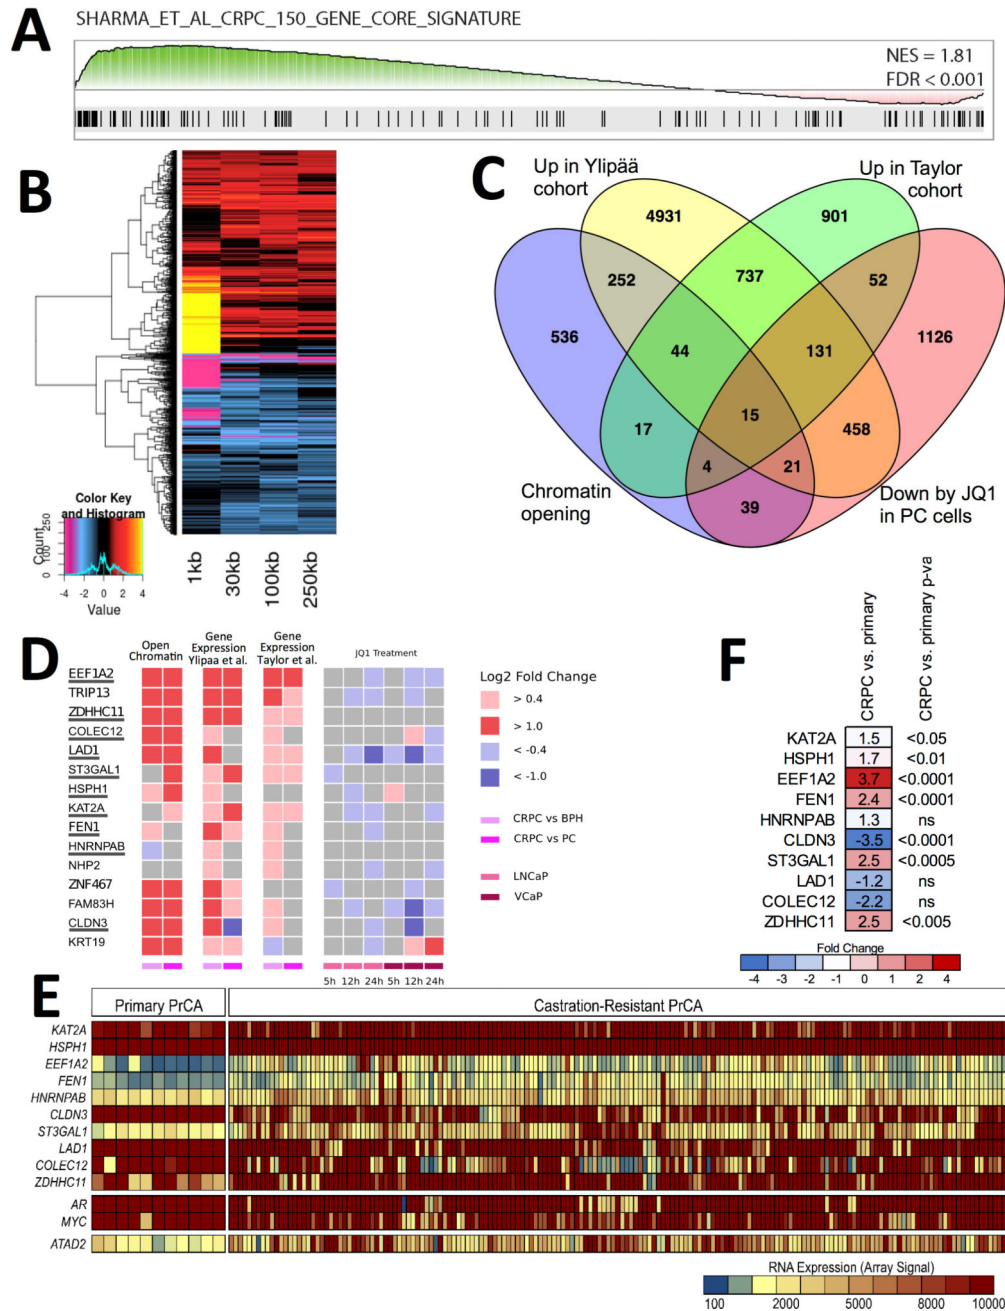 A
SHARMA_ET_AL_CRPC_150_GENE_CORE_SIGNATURE
NES = 1.81
FDR < 0.001
B
Color Key
and Histogram
Count
0 50 100 150 250
-4 -2 0 2 4
Value
1kb
30kb
100kb
250kb
C
Up in Ylipää
cohort
Up in Taylor
cohort
4931
901
252
737
52
536
44
131
1126
17
15
458
4
21
39
Chromatin
opening
Down by JQ1
in PC cells
D
Open
Chromatin
Gene
Expression
Ylipaa et al.
Gene
Expression
Taylor et al.
JQ1 Treatment
EEF1A2
TRIP13
ZDHHC11
COLEC12
LAD1
ST3GAL1
HSPH1
KAT2A
FEN1
HNRNPAB
NHP2
ZNF467
FAM83H
CLDN3
KRT19
5h 12h 24h 5h 12h 24h
Log2 Fold Change
> 0.4
> 1.0
< -0.4
< -1.0
CRPC vs BPH
CRPC vs PC
LNCaP
VCaP
F
CRPC vs. primary
CRPC vs. primary p-va
KAT2A 1.5 <0.05
HSPH1 1.7 <0.01
EEF1A2 3.7 <0.0001
FEN1 2.4 <0.0001
HNRNPAB 1.3 ns
CLDN3 -3.5 <0.0001
ST3GAL1 2.5 <0.0005
LAD1 -1.2 ns
COLEC12 -2.2 ns
ZDHHC11 2.5 <0.005
Fold Change
-4 -3 -2 -1 0 1 2 4
E
Primary PrCA
Castration-Resistant PrCA
KAT2A
HSPH1
EEF1A2
FEN1
HNRNPAB
CLDN3
ST3GAL1
LAD1
COLEC12
ZDHHC11
AR
MYC
ATAD2
RNA Expression (Array Signal)
100 2000 5000 8000 10000